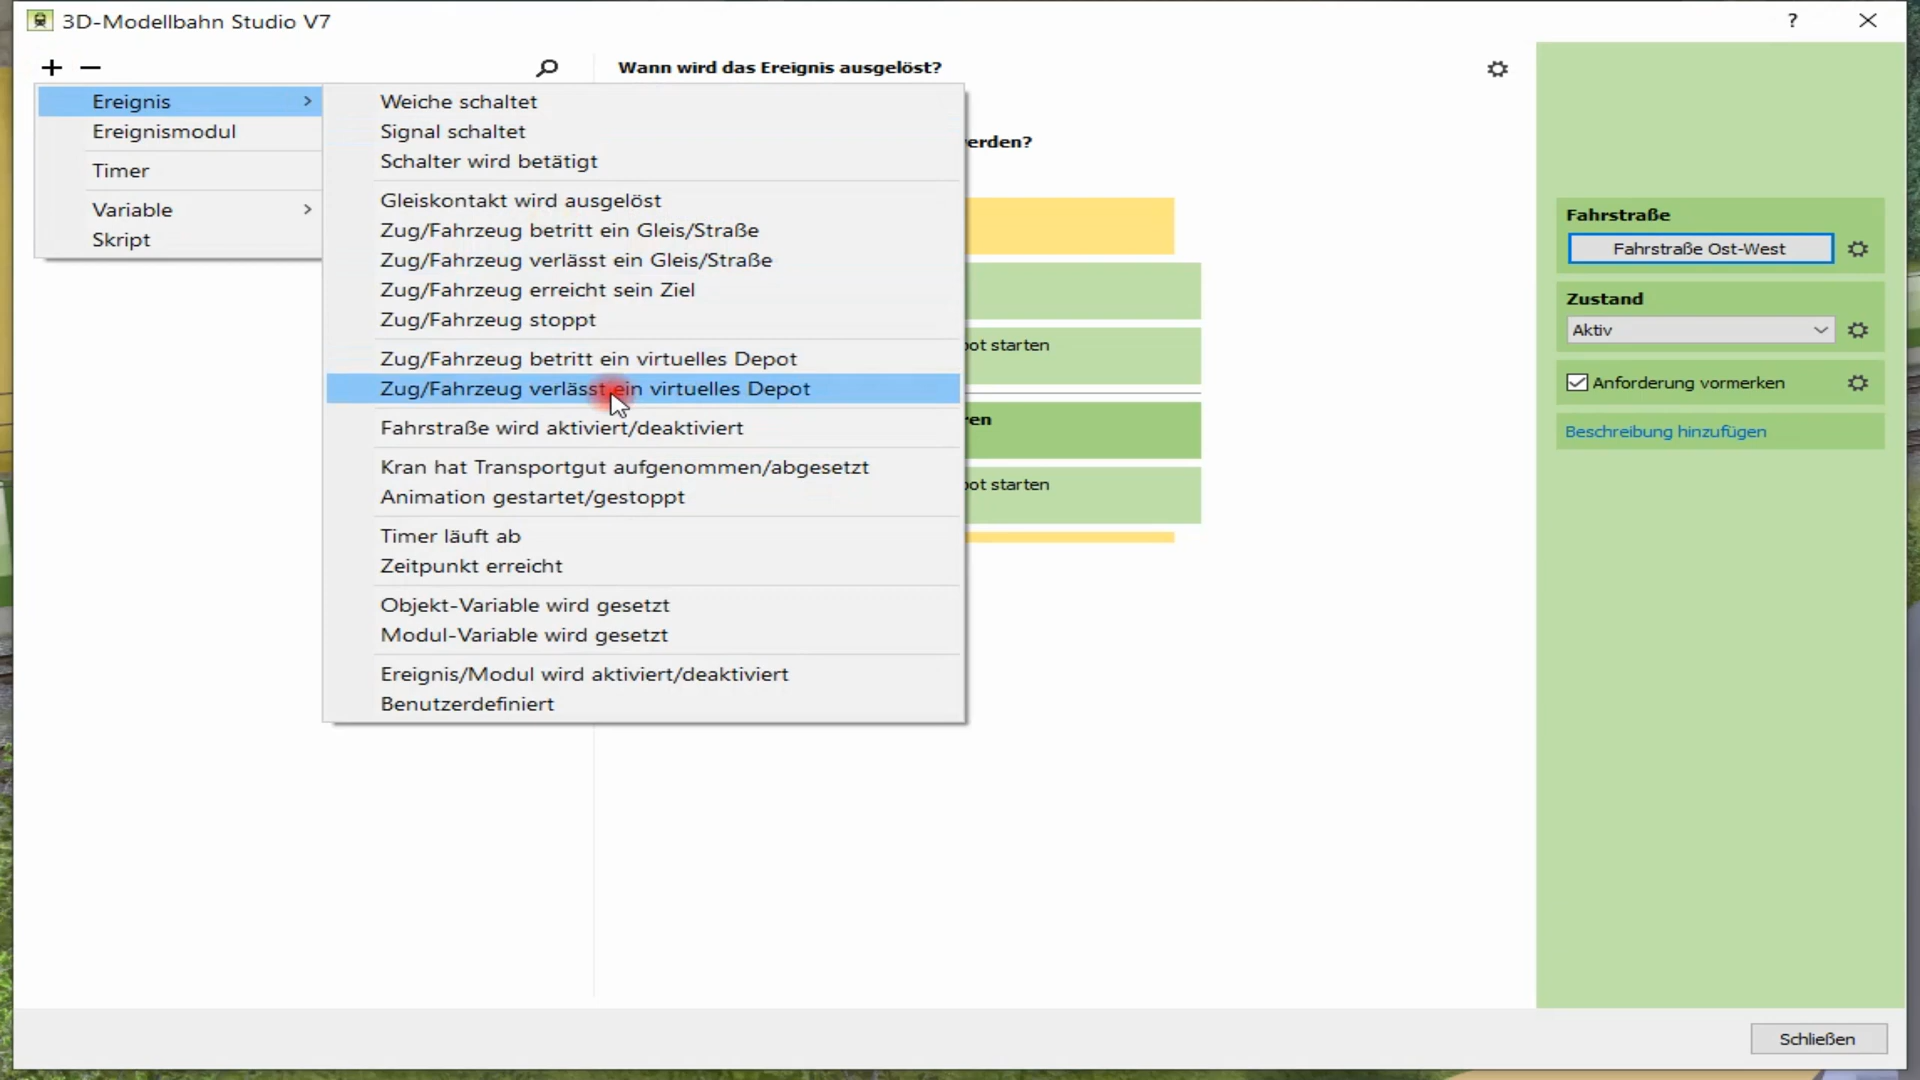 3D-Modellbahn Studio V7
?
Wann wird das Ereignis ausgelöst?
Ereignis
Ereignismodul
Timer
Variable
Skript
Weiche schaltet
Signal schaltet
Schalter wird betätigt
Gleiskontakt wird ausgelöst
Zug/Fahrzeug betritt ein Gleis/Straße
Zug/Fahrzeug verlässt ein Gleis/Straße
Zug/Fahrzeug erreicht sein Ziel
Zug/Fahrzeug stoppt
Zug/Fahrzeug betritt ein virtuelles Depot
Zug/Fahrzeug verlässt ein virtuelles Depot
Fahrstraße wird aktiviert/deaktiviert
Kran hat Transportgut aufgenommen/abgesetzt
Animation gestartet/gestoppt
Timer läuft ab
Zeitpunkt erreicht
Objekt-Variable wird gesetzt
Modul-Variable wird gesetzt
Ereignis/Modul wird aktiviert/deaktiviert
Benutzerdefiniert
erden?
starten
ren
starten
Fahrstraße
Fahrstraße Ost-West
Zustand
Aktiv
Anforderung vormerken
Beschreibung hinzufügen
Schließen